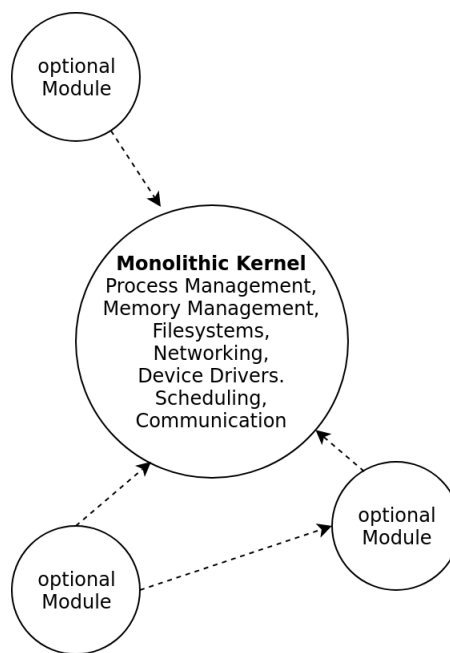 optional
Module
Monolithic Kernel
Process Management,
Memory Management,
Filesystems,
Networking,
Device Drivers.
Scheduling,
Communication
optional
Module
optional
Module